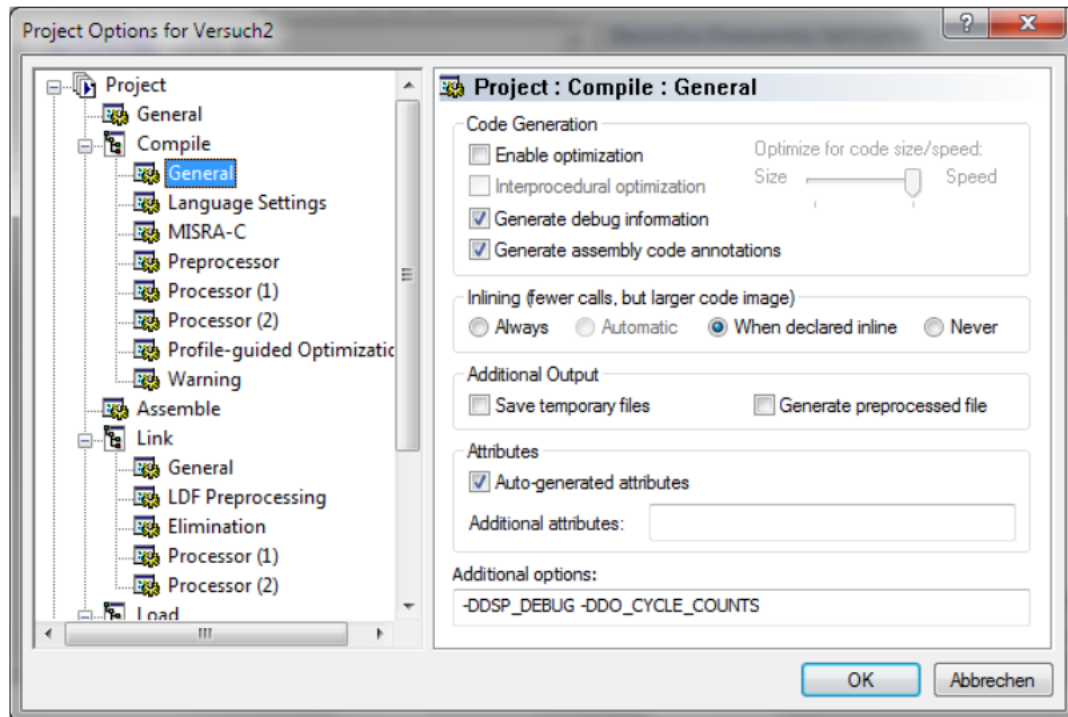 Project Options for Versuch2
Project
General
Compile
General
Language Settings
MISRA-C
Preprocessor
Processor (1)
Processor (2)
Profile-guided Optimizatic
Warning
Assemble
Link
General
LDF Preprocessing
Elimination
Processor (1)
Processor (2)
Load
Project : Compile : General
Code Generation
Enable optimization
Optimize for code size/speed:
Interprocedural optimization
Size Speed
Generate debug information
Generate assembly code annotations
Inlining (fewer calls, but larger code image)
Always Automatic When declared inline Never
Additional Output
Save temporary files Generate preprocessed file
Attributes
Auto-generated attributes
Additional attributes:
Additional options:
-DDSP_DEBUG -DDO_CYCLE_COUNTS
OK Abbrechen